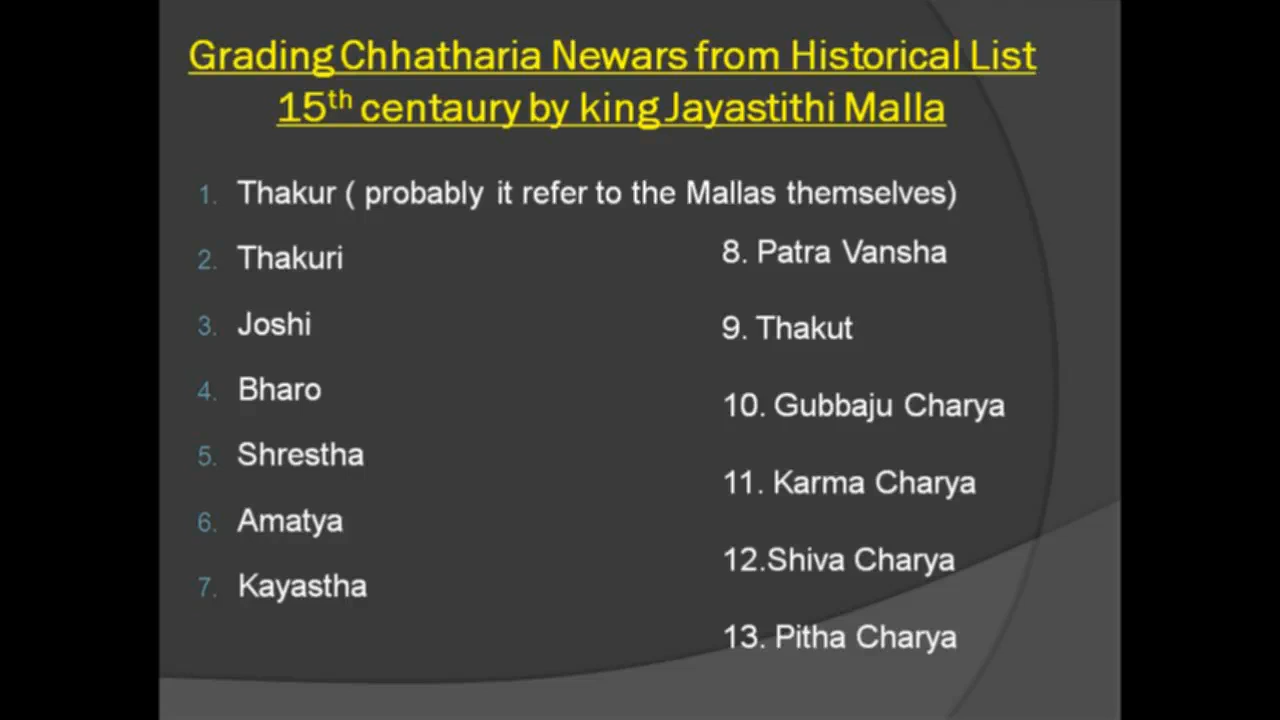 Grading Chhatharia Newars from Historical List
15th centaury by king Jayastithi Malla
1. Thakur ( probably it refer to the Mallas themselves)
2. Thakuri
3. Joshi
4. Bharo
5. Shrestha
6. Amatya
7. Kayastha
8. Patra Vansha
9. Thakut
10. Gubbaju Charya
11. Karma Charya
12.Shiva Charya
13. Pitha Charya